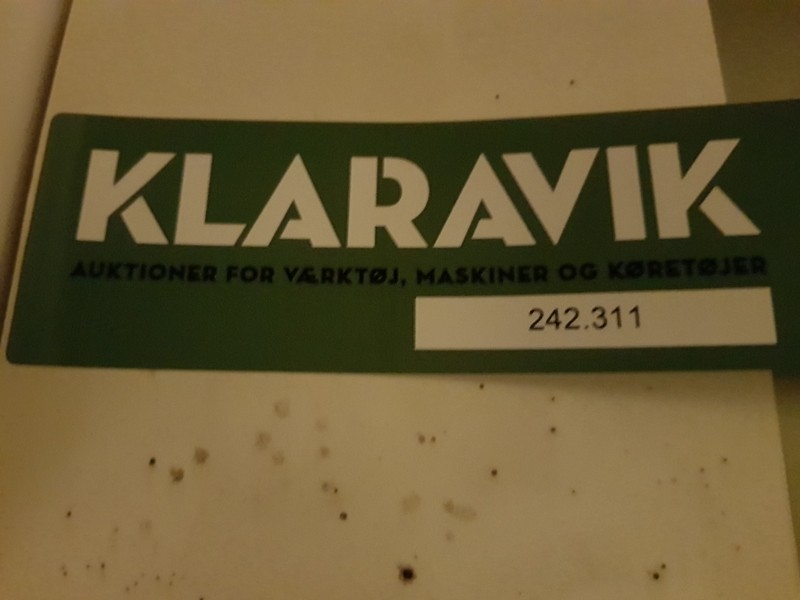 KLARAVIK
AUKTIONER FOR VÆRKTØJ, MASKINER OG KØRETØJER
242.311